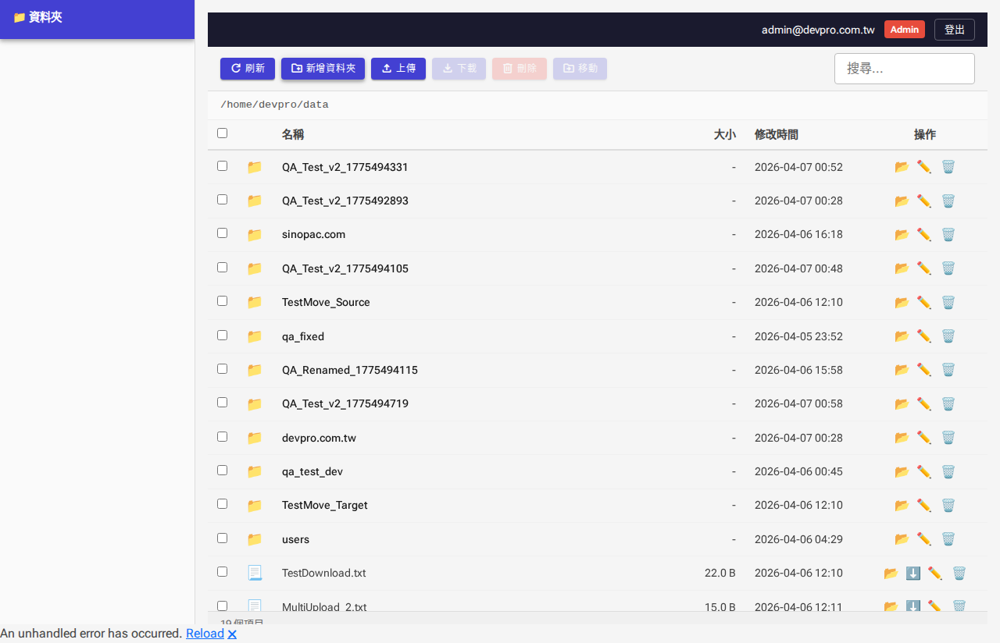 資料夾
admin@devpro.com.tw Admin 登出
刷新 新增資料夾 上傳 下載 刪除 移動 搜尋...
/home/devpro/data
名稱 大小 修改時間 操作
QA_Test_v2_1775494331 - 2026-04-07 00:52
QA_Test_v2_1775492893 - 2026-04-07 00:28
sinopac.com - 2026-04-06 16:18
QA_Test_v2_1775494105 - 2026-04-07 00:48
TestMove_Source - 2026-04-06 12:10
qa_fixed - 2026-04-05 23:52
QA_Renamed_1775494115 - 2026-04-06 15:58
QA_Test_v2_1775494719 - 2026-04-07 00:58
devpro.com.tw - 2026-04-07 00:28
qa_test_dev - 2026-04-06 00:45
TestMove_Target - 2026-04-06 12:10
users - 2026-04-06 04:29
TestDownload.txt 22.0 B 2026-04-06 12:10
MultiUpload_2.txt 15.0 B 2026-04-06 12:11
19 個項目
An unhandled error has occurred. Reload